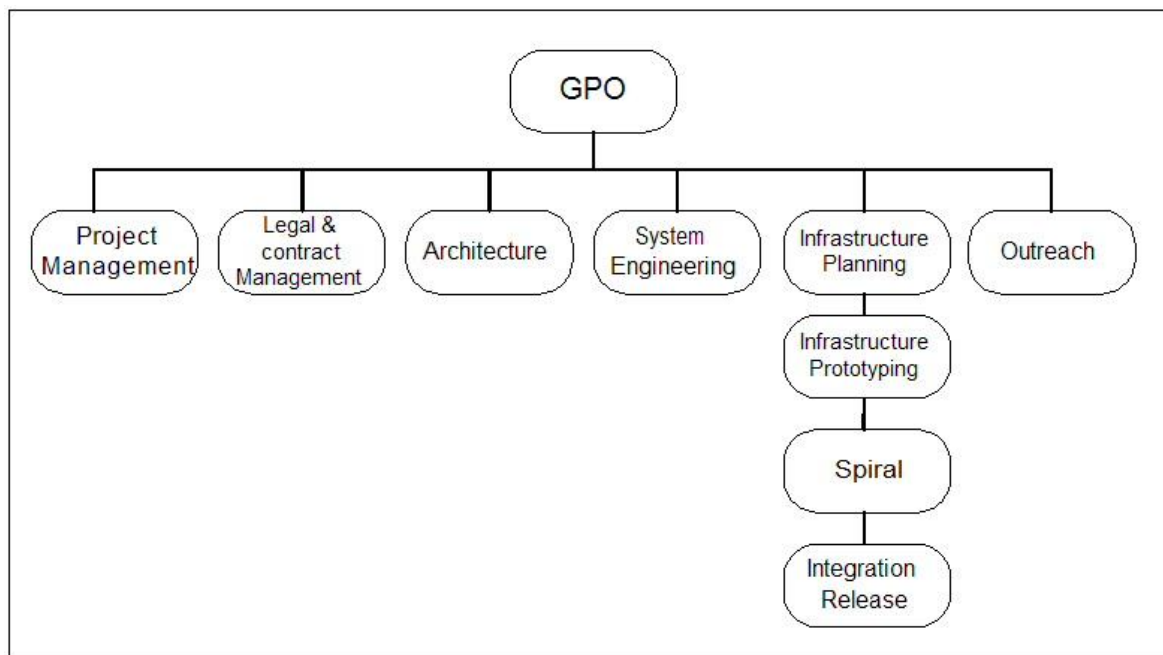 GPO
Project
Management
Legal &
contract
Management
Architecture
System
Engineering
Infrastructure
Planning
Outreach
Infrastructure
Prototyping
Spiral
Integration
Release